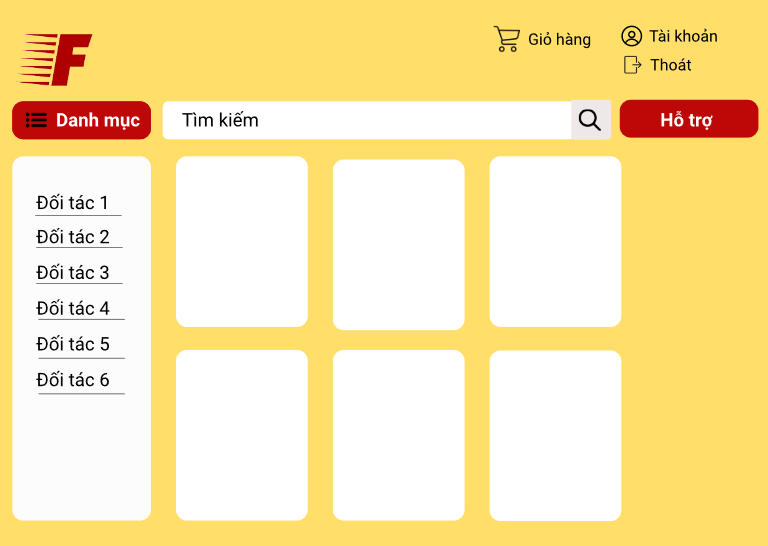 F
Giỏ hàng
Tài khoản
Thoát
Danh mục
Tìm kiếm
Hỗ trợ
Đối tác 1
Đối tác 2
Đối tác 3
Đối tác 4
Đối tác 5
Đối tác 6